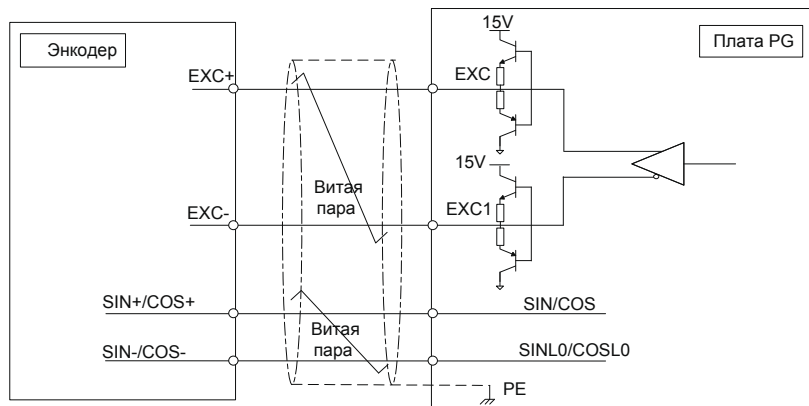 Энкодер
Плата PG
15V
EXC+
EXC
15V
Витая
пара
EXC-
EXC1
SIN+/COS+
SIN/COS
Витая
пара
SIN-/COS-
SINL0/COSL0
PE